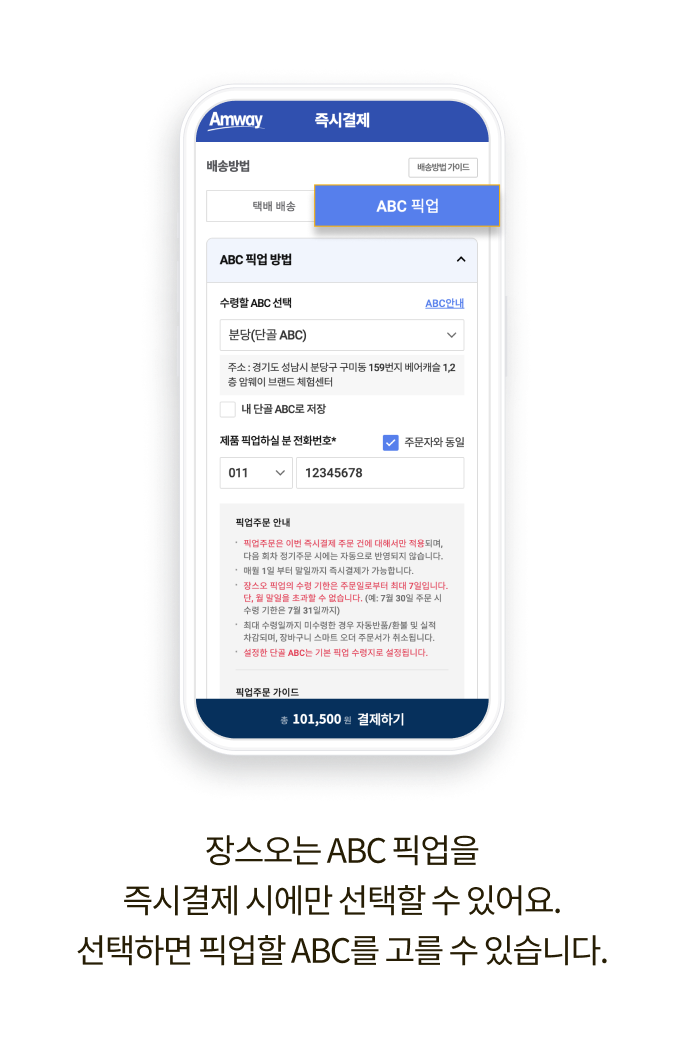 Amway
즉시결제
배송방법
배송방법 가이드
택배 배송
ABC 픽업
ABC 픽업 방법
수령할 ABC 선택
ABC안내
분당(단골 ABC)
주소 : 경기도 성남시 분당구 구미동 159번지 베어캐슬 1,2
층 암웨이 브랜드 체험센터
내 단골 ABC로 저장
제품 픽업하실 분 전화번호*
주문자와 동일
011
12345678
픽업주문 안내
· 픽업주문은 이번 즉시결제 주문 건에 대해서만 적용되며,
다음 회차 정기주문 시에는 자동으로 반영되지 않습니다.
· 매월 1일 부터 말일까지 즉시결제가 가능합니다.
· 장스오 픽업의 수령 기한은 주문일로부터 최대 7일입니다.
단, 월 말일을 초과할 수 없습니다. (예: 7월 30일 주문 시
수령 기한은 7월 31일까지)
· 최대 수령일까지 미수령한 경우 자동반품/환불 및 실적
차감되며, 장바구니 스마트 오더 주문서가 취소됩니다.
· 설정한 단골 ABC는 기본 픽업 수령지로 설정됩니다.
픽업주문 가이드
총 101,500 원 결제하기
장스오는 ABC 픽업을
즉시결제 시에만 선택할 수 있어요.
선택하면 픽업할 ABC를 고를 수 있습니다.